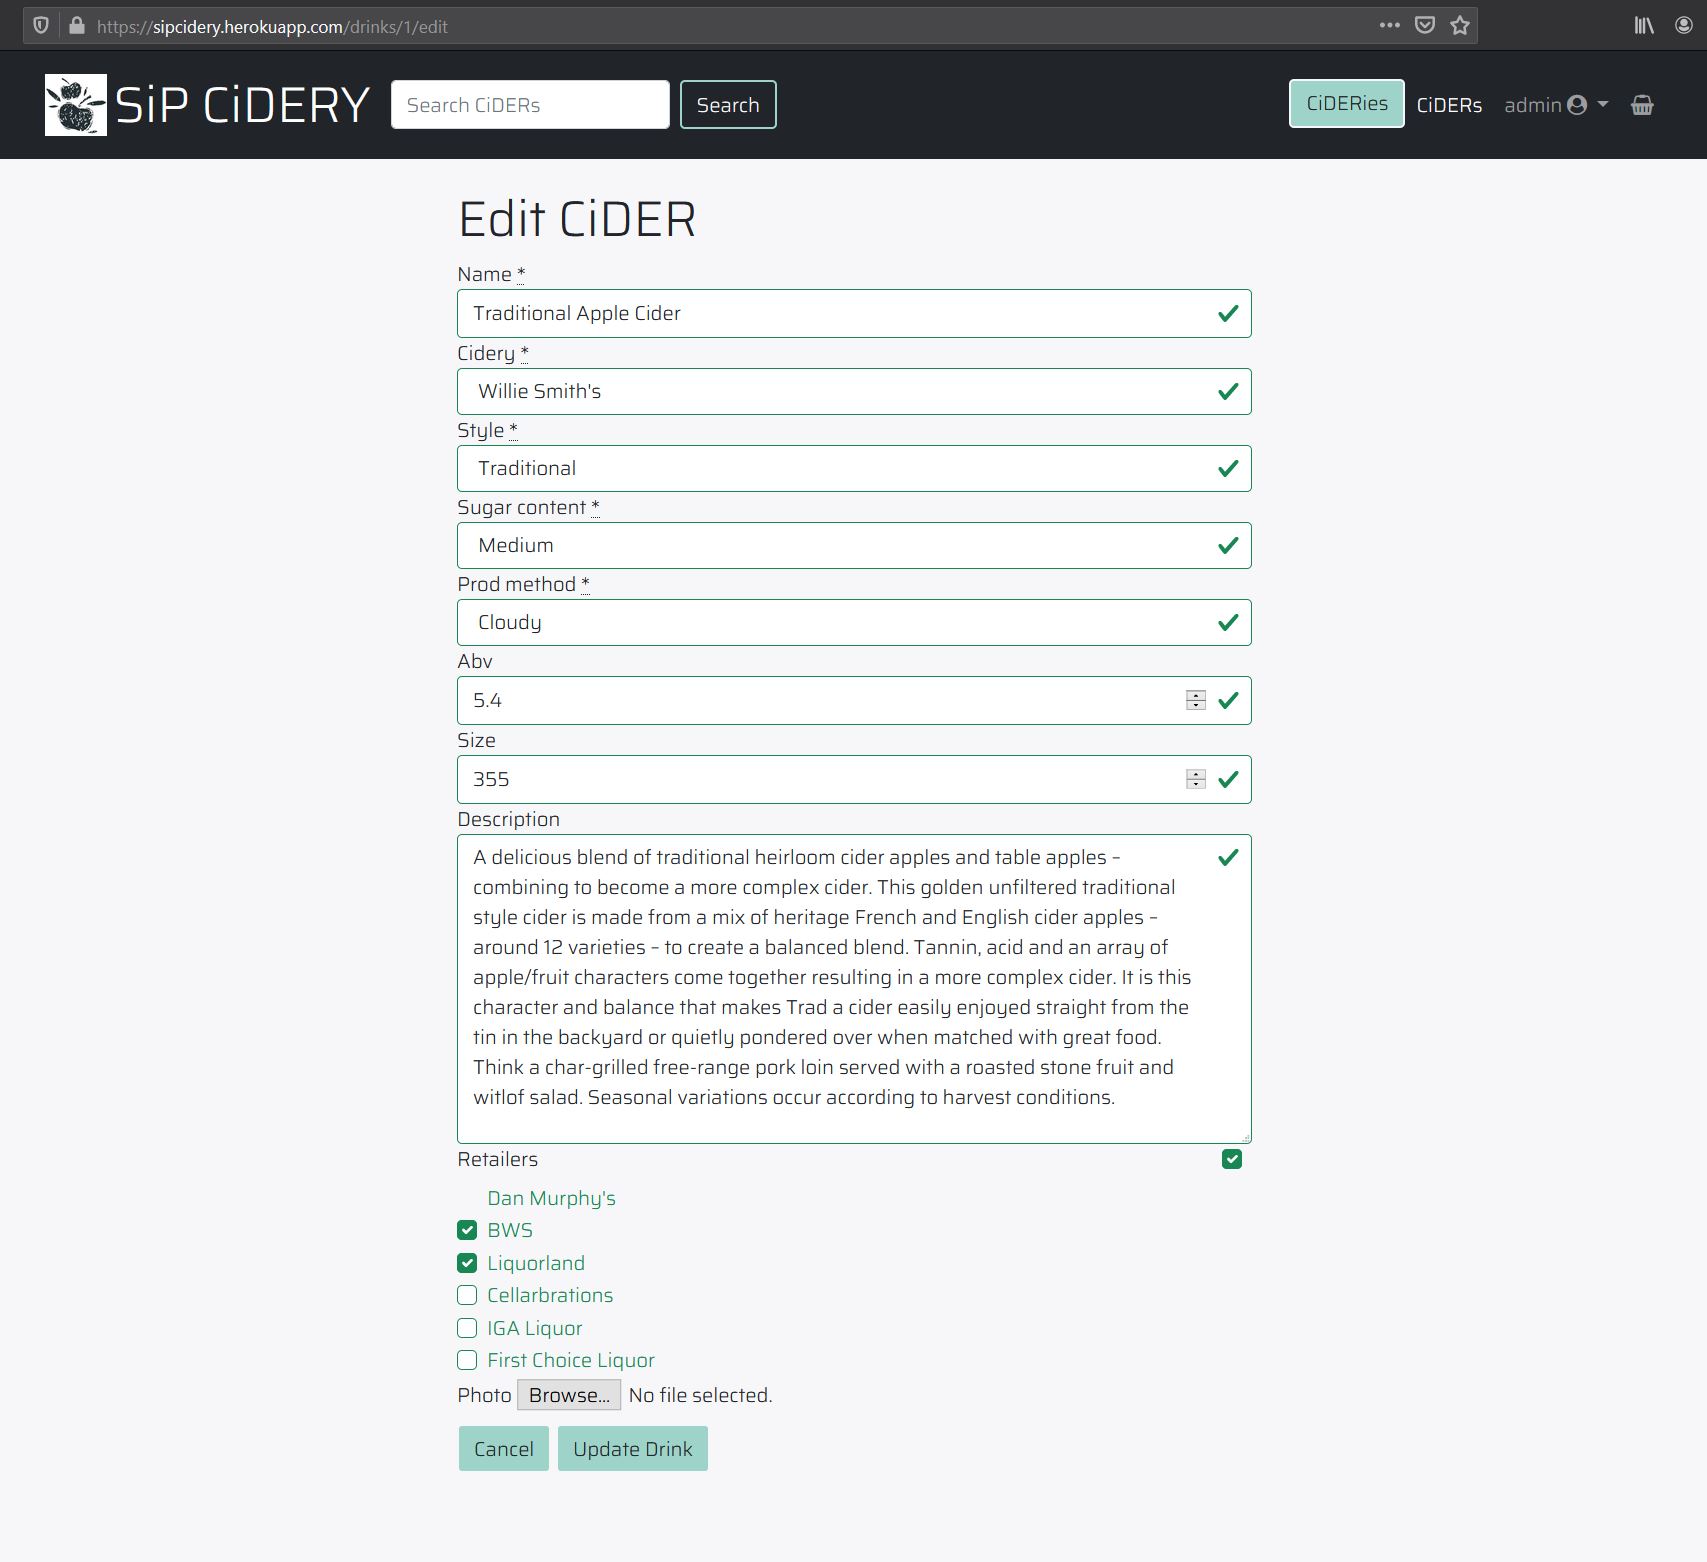 https://sipcidery.herokuapp.com/drinks/1/edit
SiP CiDERY
Search CiDERs
Search
CiDERies
CiDERs
admin
Edit CiDER
Name *
Traditional Apple Cider
Cidery *
Willie Smith's
Style *
Traditional
Sugar content *
Medium
Prod method *
Cloudy
Abv
5.4
Size
355
Description
A delicious blend of traditional heirloom cider apples and table apples –
combining to become a more complex cider. This golden unfiltered traditional
style cider is made from a mix of heritage French and English cider apples –
around 12 varieties – to create a balanced blend. Tannin, acid and an array of
apple/fruit characters come together resulting in a more complex cider. It is this
character and balance that makes Trad a cider easily enjoyed straight from the
tin in the backyard or quietly pondered over when matched with great food.
Think a char-grilled free-range pork loin served with a roasted stone fruit and
witlof salad. Seasonal variations occur according to harvest conditions.
Retailers
Dan Murphy's
BWS
Liquorland
Cellarbrations
IGA Liquor
First Choice Liquor
Photo Browse... No file selected.
Cancel Update Drink